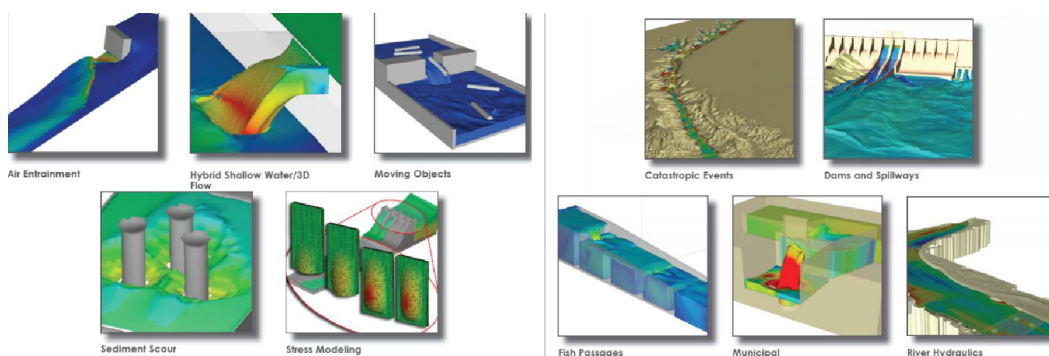 Air Entrainment
Hybrid Shallow Water/3D
Flow
Moving Objects
Sediment Scour
Stress Modeling
Catastropic Events
Dams and Spillways
Fish Passages
Municipal
River Hydraulics